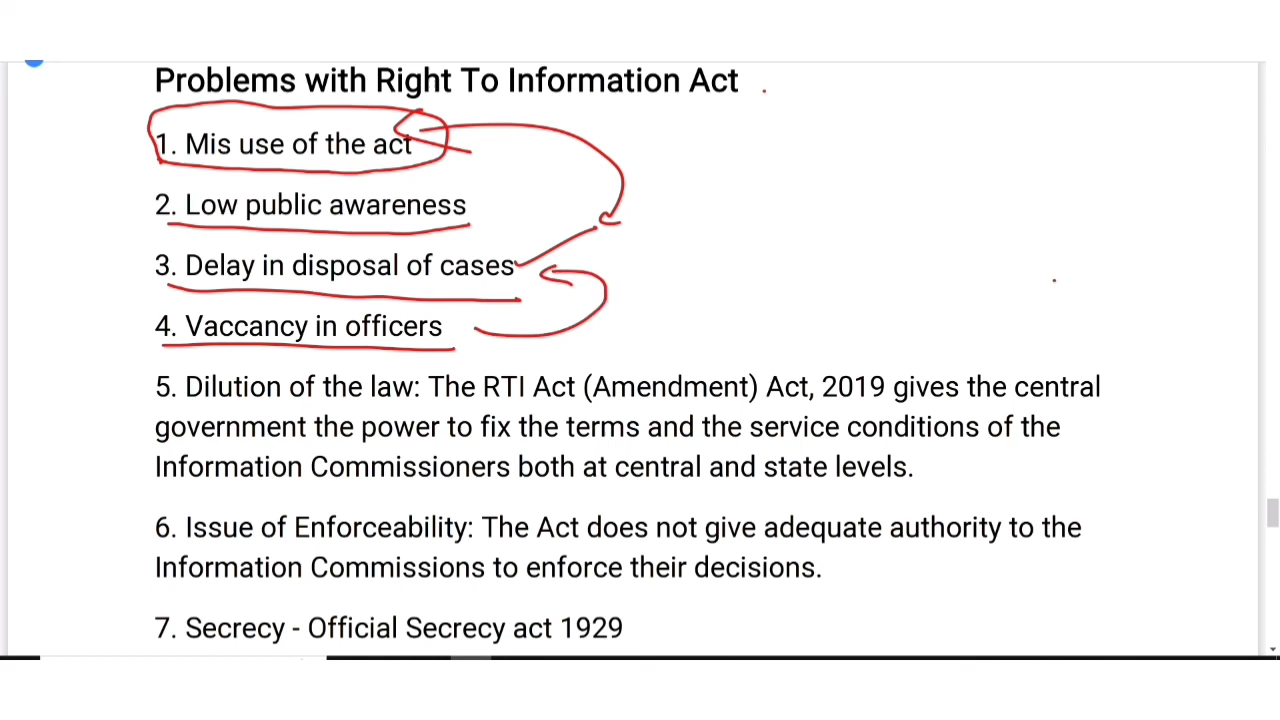 Problems with Right To Information Act
1. Mis use of the act
2. Low public awareness
3. Delay in disposal of cases
4. Vaccancy in officers
5. Dilution of the law: The RTI Act (Amendment) Act, 2019 gives the central
government the power to fix the terms and the service conditions of the
Information Commissioners both at central and state levels.
6. Issue of Enforceability: The Act does not give adequate authority to the
Information Commissions to enforce their decisions.
7. Secrecy - Official Secrecy act 1929